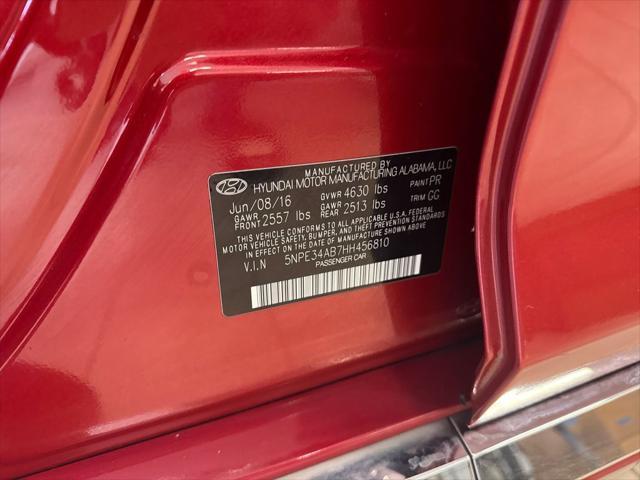 MANUFACTURED BY
HYUNDAI MOTOR MANUFACTURING ALABAMA, LLC
Jun/08/16 GVWR 4630 lbs PAINT PR
GAWR FRONT 2557 lbs GAWR REAR 2513 lbs TRIM GG
THIS VEHICLE CONFORMS TO ALL APPLICABLE U.S.A. FEDERAL
MOTOR VEHICLE SAFETY, BUMPER, AND THEFT PREVENTION STANDARDS
IN EFFECT ON THE DATE OF MANUFACTURE SHOWN ABOVE.
V.I.N 5NPE34AB7HH456810
PASSENGER CAR